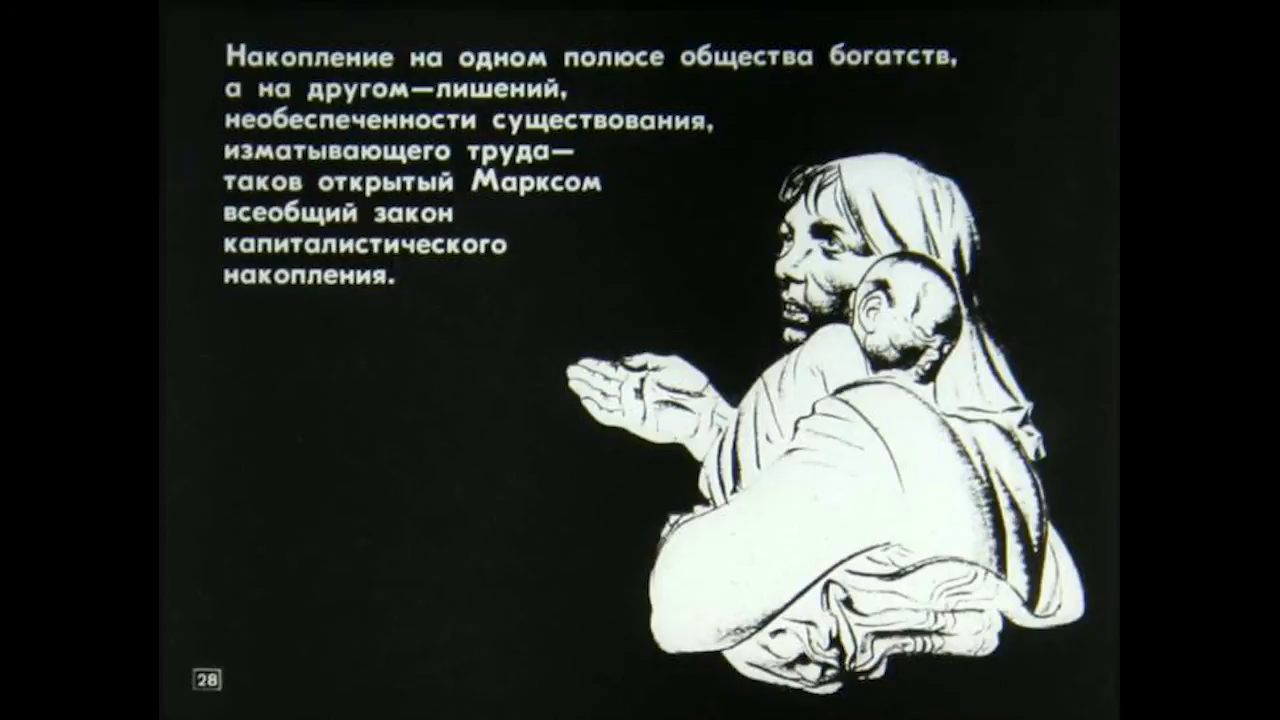 Накопление на одном полюсе общества богатств,
а на другом—лишений,
необеспеченности существования,
изматывающего труда—
таков открытый Марксом
всеобщий закон
капиталистического
накопления.
28